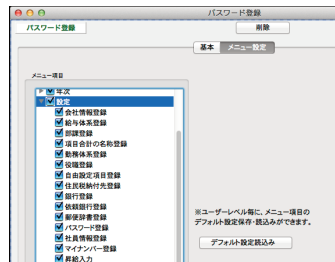 パスワード登録
パスワード登録
削除
基本
メニュー設定
メニュー項目
年次
設定
会社情報登録
給与体系登録
部課登録
項目合計の名称登録
勤務体系登録
役職登録
自由設定項目登録
住民税納付先登録
銀行登録
依頼銀行登録
郵便辞書登録
パスワード登録
社員情報登録
マイナンバー登録
昇給入力
※ユーザーレベル毎に、メニュー項目の
デフォルト設定保存・読込みができます。
デフォルト設定読込み